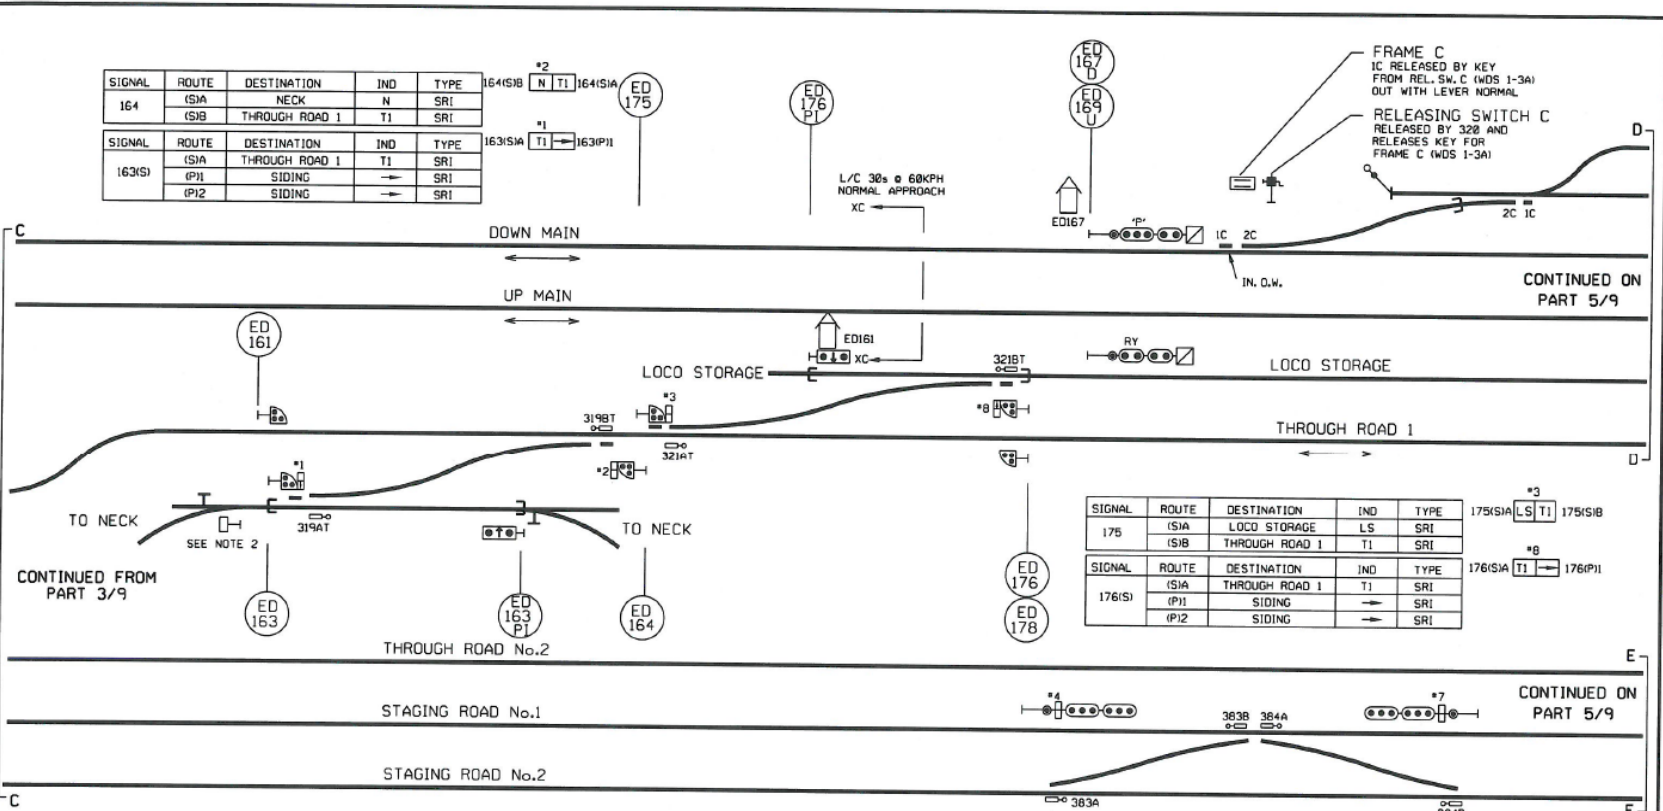 SIGNAL ROUTE DESTINATION IND TYPE
164 (S)A NECK N SRI
(S)B THROUGH ROAD 1 T1 SRI
*2
164(S)B N T1 164(S)A
SIGNAL ROUTE DESTINATION IND TYPE
163(S) (S)A THROUGH ROAD 1 T1 SRI
(P)1 SIDING → SRI
(P)2 SIDING → SRI
*1
163(S)A T1 → 163(P)1
ED
175
ED
176
PI
ED
167
D
ED
169
U
FRAME C
1C RELEASED BY KEY
FROM REL. SW. C (WDS 1-3A)
OUT WITH LEVER NORMAL
RELEASING SWITCH C
RELEASED BY 320 AND
RELEASES KEY FOR
FRAME C (WDS 1-3A)
D
L/C 30s @ 60KPH
NORMAL APPROACH
XC
ED167
'P'
1C 2C
2C 1C
IN. O.W.
C
DOWN MAIN
UP MAIN
CONTINUED ON
PART 5/9
ED
161
ED161
XC
RY
321BT
LOCO STORAGE
LOCO STORAGE
*3
*8
319BT
321AT
THROUGH ROAD 1
D
*1
*2
319AT
TO NECK
SEE NOTE 2
TO NECK
CONTINUED FROM
PART 3/9
ED
163
ED
163
PI
ED
164
ED
176
ED
178
SIGNAL ROUTE DESTINATION IND TYPE
175 (S)A LOCO STORAGE LS SRI
(S)B THROUGH ROAD 1 T1 SRI
*3
175(S)A LS T1 175(S)B
SIGNAL ROUTE DESTINATION IND TYPE
176(S) (S)A THROUGH ROAD 1 T1 SRI
(P)1 SIDING → SRI
(P)2 SIDING → SRI
*8
176(S)A T1 → 176(P)1
THROUGH ROAD No.2
E
STAGING ROAD No.1
*4
383B 384A
*7
CONTINUED ON
PART 5/9
STAGING ROAD No.2
C
383A